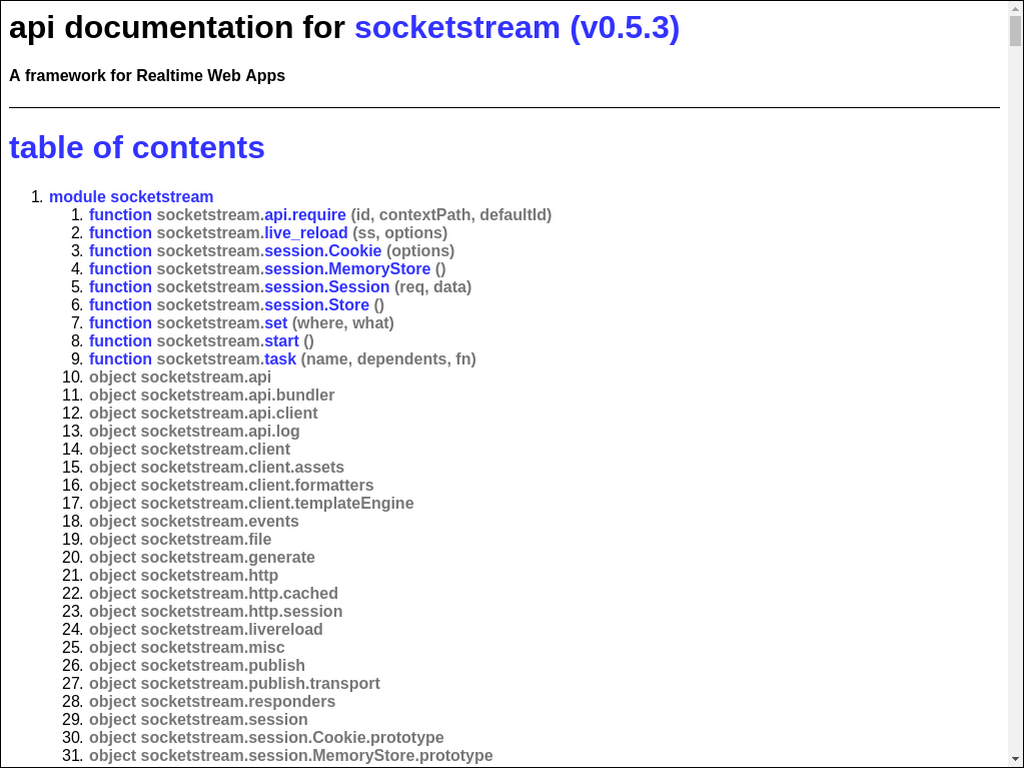 api documentation for socketstream (v0.5.3)
A framework for Realtime Web Apps
table of contents
1. module socketstream
1. function socketstream.api.require (id, contextPath, defaultId)
2. function socketstream.live_reload (ss, options)
3. function socketstream.session.Cookie (options)
4. function socketstream.session.MemoryStore ()
5. function socketstream.session.Session (req, data)
6. function socketstream.session.Store ()
7. function socketstream.set (where, what)
8. function socketstream.start ()
9. function socketstream.task (name, dependents, fn)
10. object socketstream.api
11. object socketstream.api.bundler
12. object socketstream.api.client
13. object socketstream.api.log
14. object socketstream.client
15. object socketstream.client.assets
16. object socketstream.client.formatters
17. object socketstream.client.templateEngine
18. object socketstream.events
19. object socketstream.file
20. object socketstream.generate
21. object socketstream.http
22. object socketstream.http.cached
23. object socketstream.http.session
24. object socketstream.livereload
25. object socketstream.misc
26. object socketstream.publish
27. object socketstream.publish.transport
28. object socketstream.responders
29. object socketstream.session
30. object socketstream.session.Cookie.prototype
31. object socketstream.session.MemoryStore.prototype